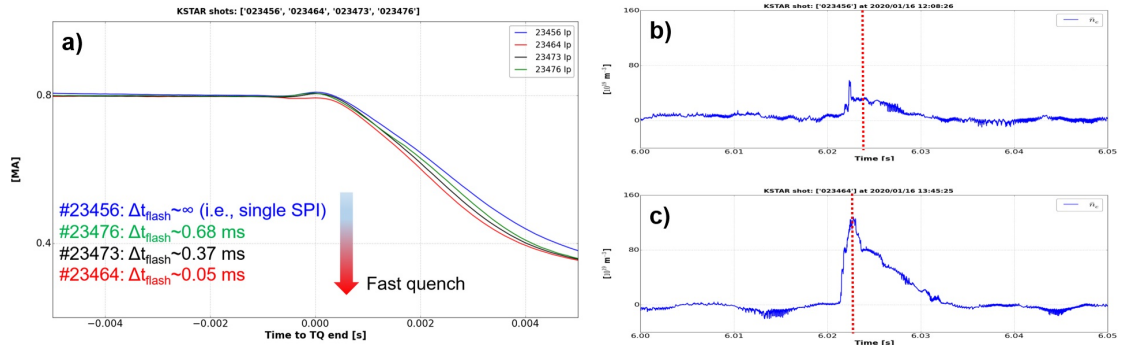 KSTAR shots: ['023456', '023464', '023473', '023476']
a)
23456 Ip
23464 Ip
23473 Ip
23476 Ip
0.8
[MA]
0.4
#23456: Δtflash~∞ (i.e., single SPI)
#23476: Δtflash~0.68 ms
#23473: Δtflash~0.37 ms
#23464: Δtflash~0.05 ms
Fast quench
−0.004
−0.002
0.000
0.002
0.004
Time to TQ end [s]
KSTAR shot: ['023456'] at 2020/01/16 12:08:26
b)
160
80
0
6.00
6.01
6.02
6.03
6.04
6.05
Time [s]
KSTAR shot: ['023464'] at 2020/01/16 13:45:25
c)
160
80
0
6.00
6.01
6.02
6.03
6.04
6.05
Time [s]